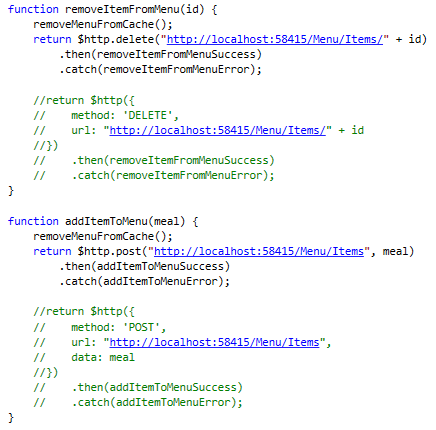 function removeItemFromMenu(id) {
    removeMenuFromCache();
    return $http.delete("http://localhost:58415/Menu/Items/" + id)
        .then(removeItemFromMenuSuccess)
        .catch(removeItemFromMenuError);

    //return $http({
    //    method: 'DELETE',
    //    url: "http://localhost:58415/Menu/Items/" + id
    //})
    //    .then(removeItemFromMenuSuccess)
    //    .catch(removeItemFromMenuError);
}

function addItemToMenu(meal) {
    removeMenuFromCache();
    return $http.post("http://localhost:58415/Menu/Items", meal)
        .then(addItemToMenuSuccess)
        .catch(addItemToMenuError);

    //return $http({
    //    method: 'POST',
    //    url: "http://localhost:58415/Menu/Items",
    //    data: meal
    //})
    //    .then(addItemToMenuSuccess)
    //    .catch(addItemToMenuError);
}